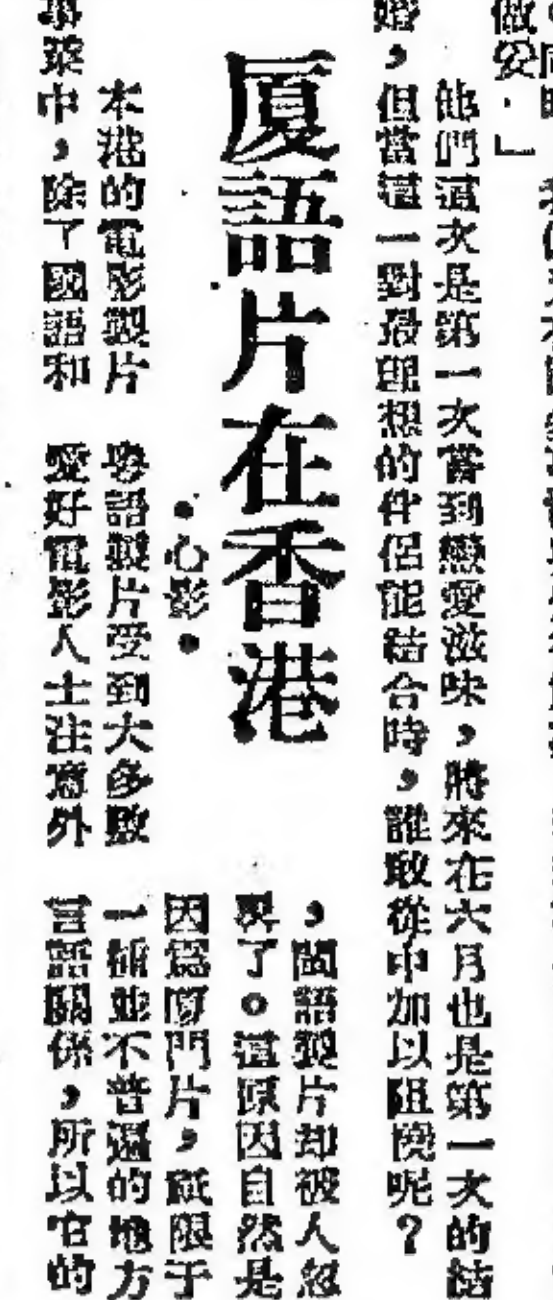 做妥。」
他們這次是第一次嘗到戀愛滋味，將來在六月也是第一次的結
婚，但當這一對最理想的伴侶能結合時，誰敢從中加以阻撓呢？
厦語片在香港
•心影•
本港的電影製片
事業中，除了國語和
粵語製片受到大多數
愛好電影人士注意外
，閩語製片却被人忽
畧了。這原因自然是
因爲厦門片，祇限于
一種並不普遍的地方
言語關係，所以它的